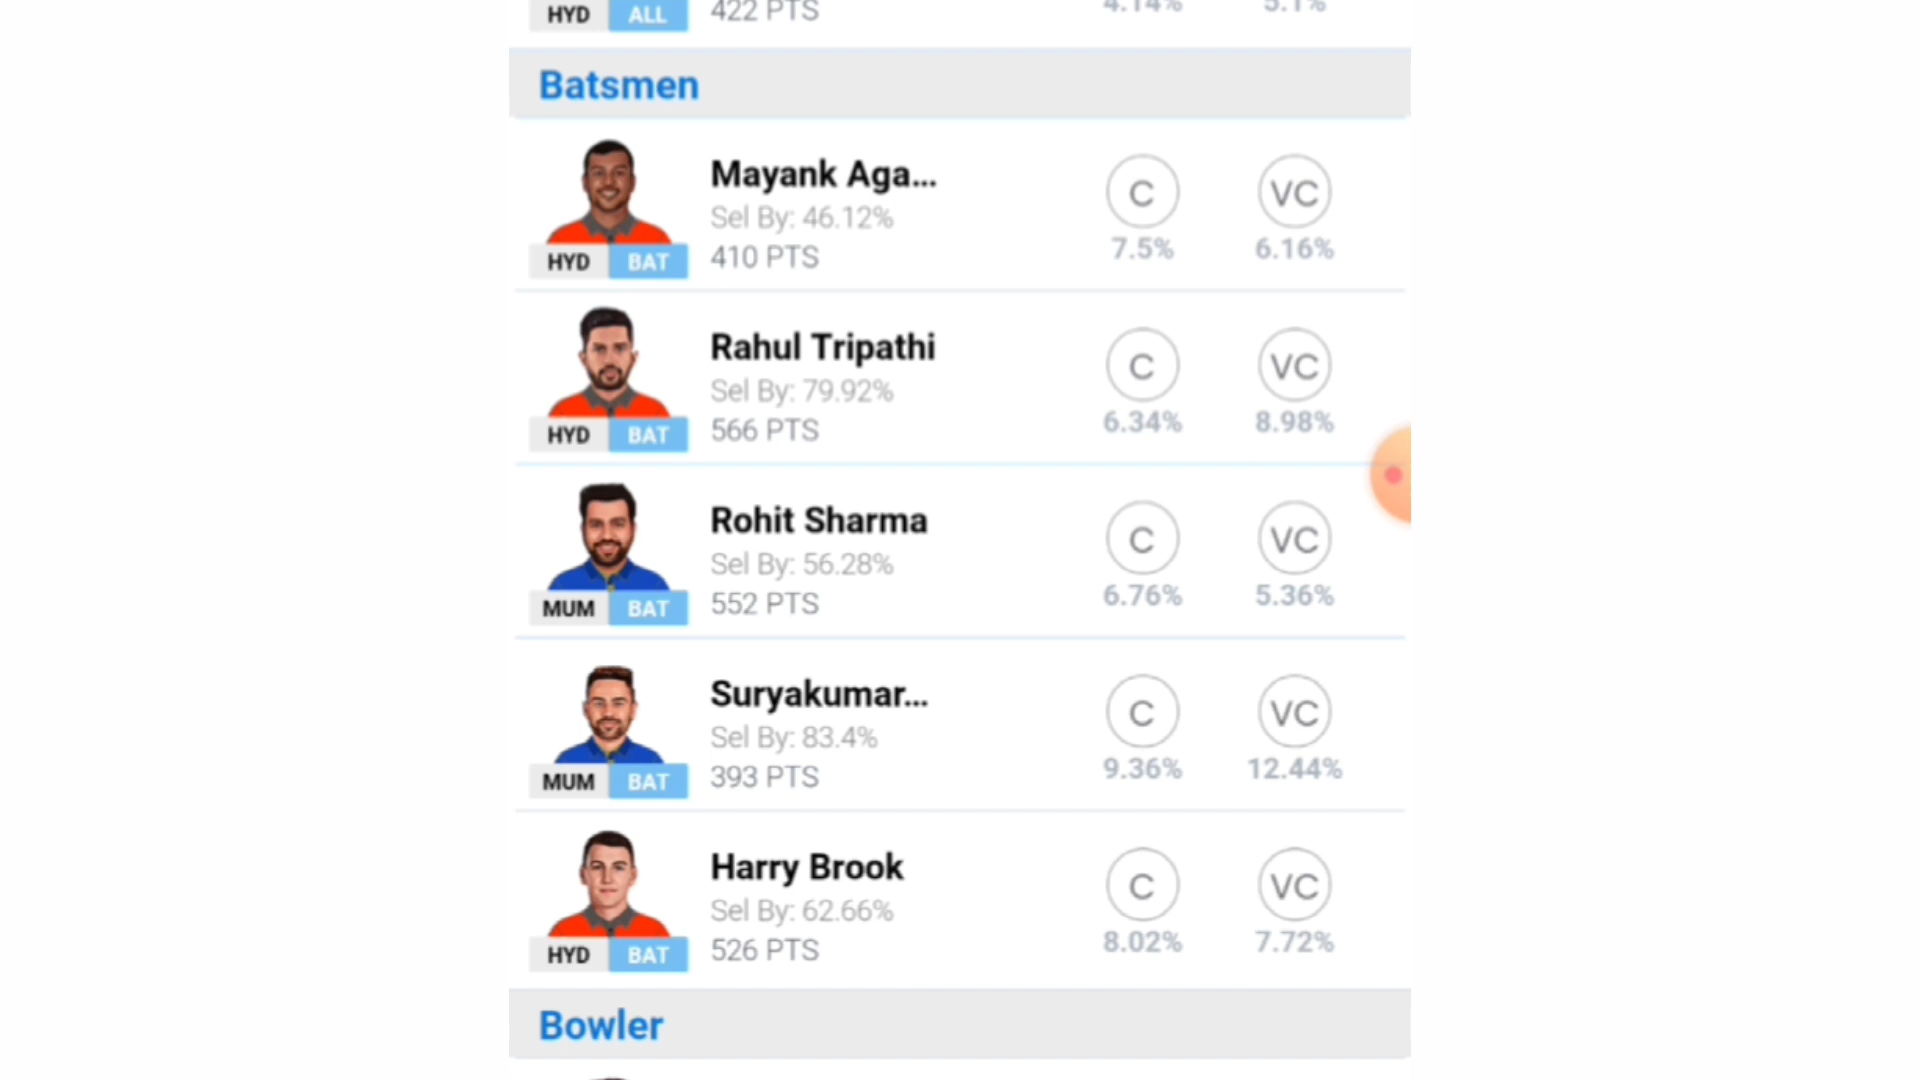 HYD ALL 422 PTS 4.14% 5.1%
Batsmen
Mayank Aga...
Sel By: 46.12%
410 PTS
HYD BAT
C VC
7.5% 6.16%
Rahul Tripathi
Sel By: 79.92%
566 PTS
HYD BAT
C VC
6.34% 8.98%
Rohit Sharma
Sel By: 56.28%
552 PTS
MUM BAT
C VC
6.76% 5.36%
Suryakumar...
Sel By: 83.4%
393 PTS
MUM BAT
C VC
9.36% 12.44%
Harry Brook
Sel By: 62.66%
526 PTS
HYD BAT
C VC
8.02% 7.72%
Bowler